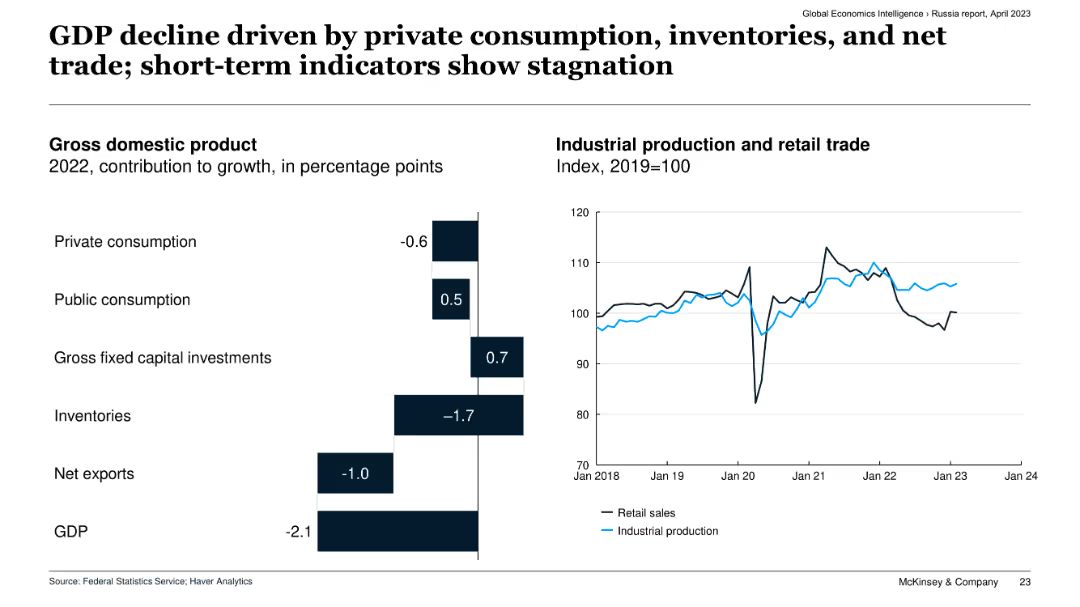 Global Economics Intelligence › Russia report, April 2023
GDP decline driven by private consumption, inventories, and net
trade; short-term indicators show stagnation
Gross domestic product
2022, contribution to growth, in percentage points
Private consumption
-0.6
Public consumption
0.5
Gross fixed capital investments
0.7
Inventories
–1.7
Net exports
-1.0
GDP
-2.1
Industrial production and retail trade
Index, 2019=100
120
110
100
90
80
70
Jan 2018 Jan 19 Jan 20 Jan 21 Jan 22 Jan 23 Jan 24
Retail sales
Industrial production
Source: Federal Statistics Service; Haver Analytics
McKinsey & Company 23